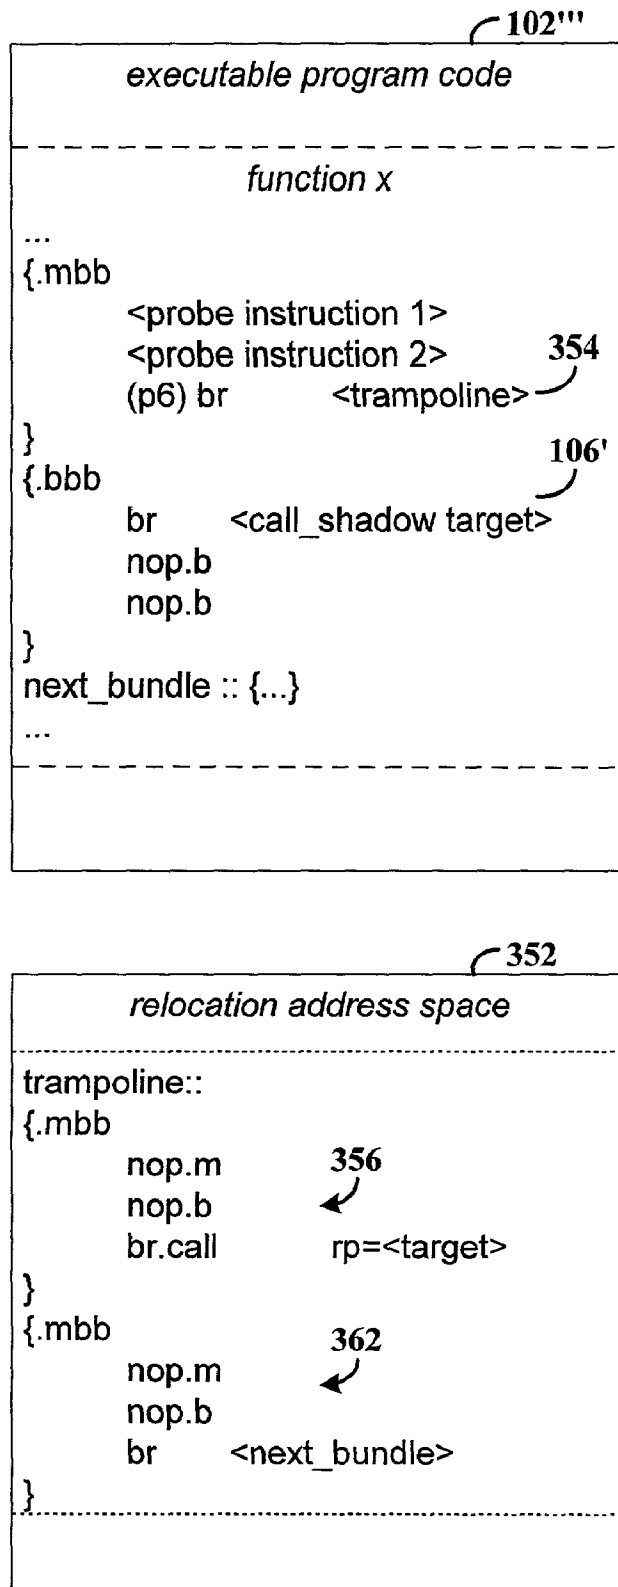 102'''
executable program code
function x
...
{.mbb
<probe instruction 1>
<probe instruction 2> 354
(p6) br <trampoline>
}
106'
{.bbb
br <call_shadow target>
nop.b
nop.b
}
next_bundle :: {...}
...
352
relocation address space
trampoline::
{.mbb
nop.m 356
nop.b
br.call rp=<target>
}
{.mbb
362
nop.m
nop.b
br <next_bundle>
}